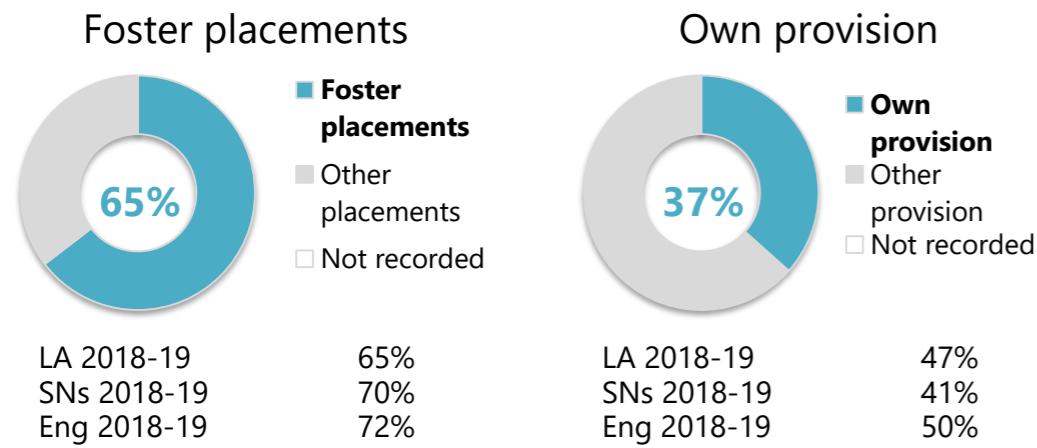 Foster placements
65%
Foster
placements
Other
placements
Not recorded
LA 2018-19 65%
SNs 2018-19 70%
Eng 2018-19 72%
Own provision
37%
Own
provision
Other
provision
Not recorded
LA 2018-19 47%
SNs 2018-19 41%
Eng 2018-19 50%